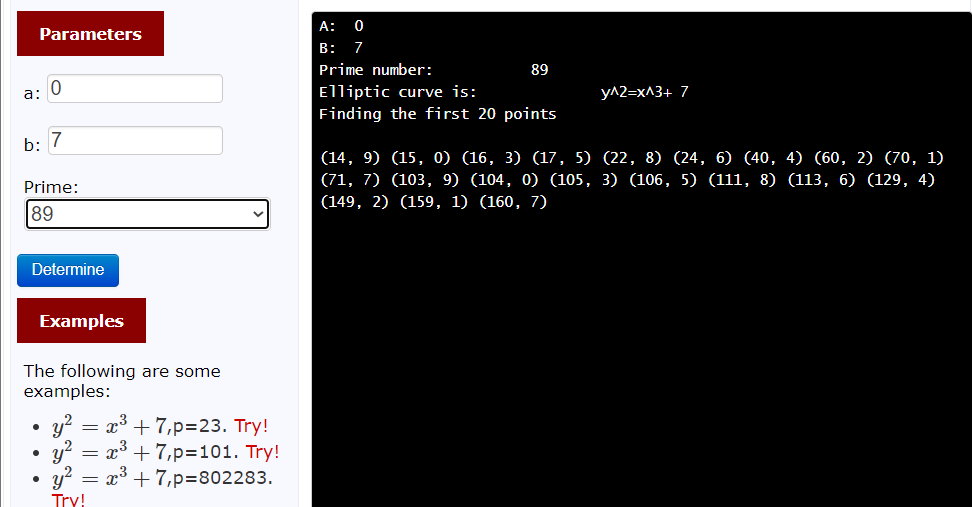 Parameters
a: 0
b: 7
Prime:
89
Determine
Examples
The following are some
examples:
• y² = x³ + 7,p=23. Try!
• y² = x³ + 7,p=101. Try!
• y² = x³ + 7,p=802283.
Try!
A: 0
B: 7
Prime number: 89
Elliptic curve is: y^2=x^3+ 7
Finding the first 20 points
(14, 9) (15, 0) (16, 3) (17, 5) (22, 8) (24, 6) (40, 4) (60, 2) (70, 1)
(71, 7) (103, 9) (104, 0) (105, 3) (106, 5) (111, 8) (113, 6) (129, 4)
(149, 2) (159, 1) (160, 7)